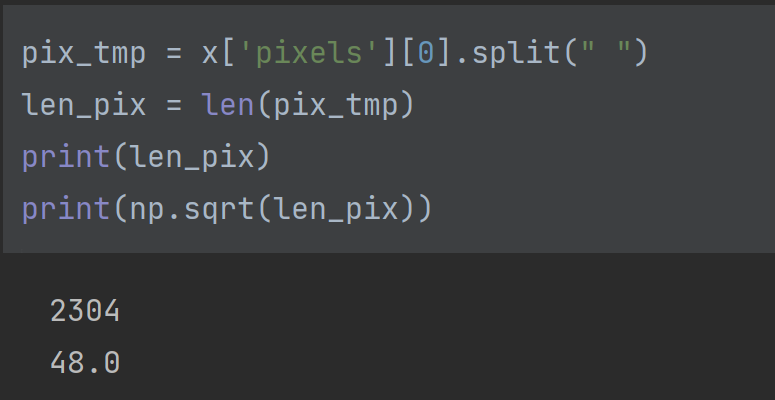 pix_tmp = x['pixels'][0].split(" ")
len_pix = len(pix_tmp)
print(len_pix)
print(np.sqrt(len_pix))
2304
48.0